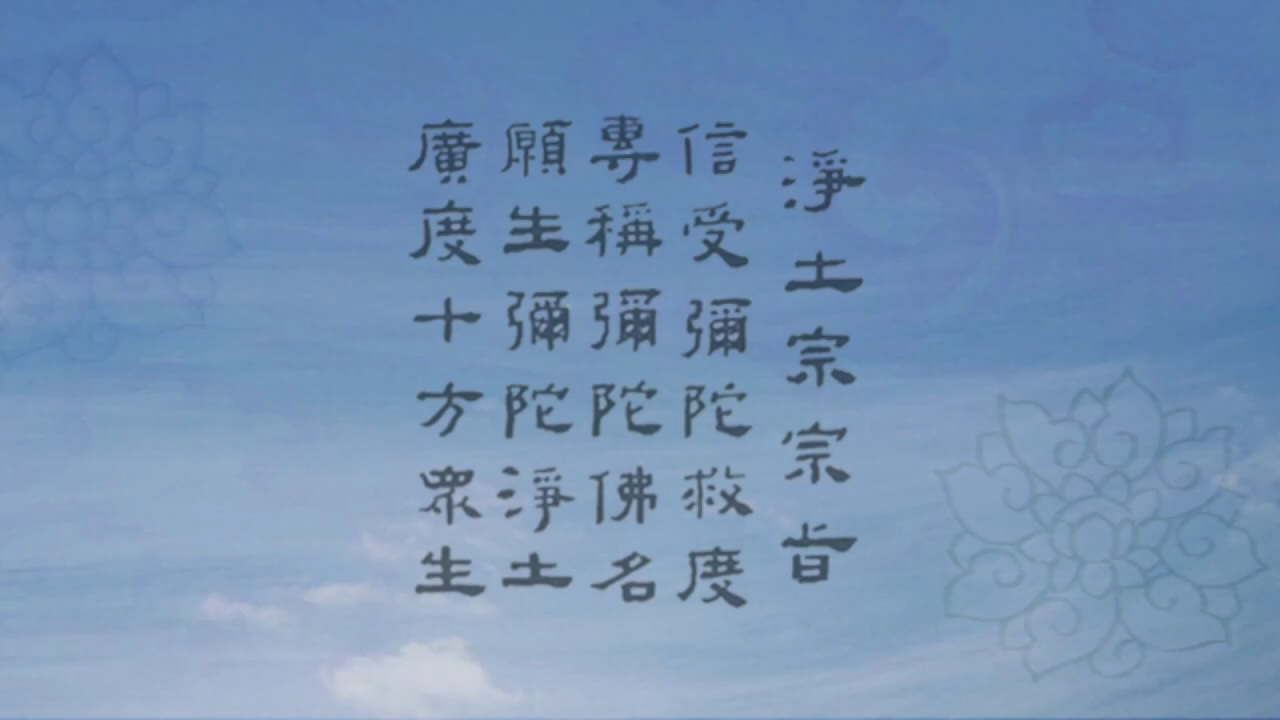 淨土宗宗旨
信受彌陀救度
專稱彌陀佛名
願生彌陀淨土
廣度十方眾生